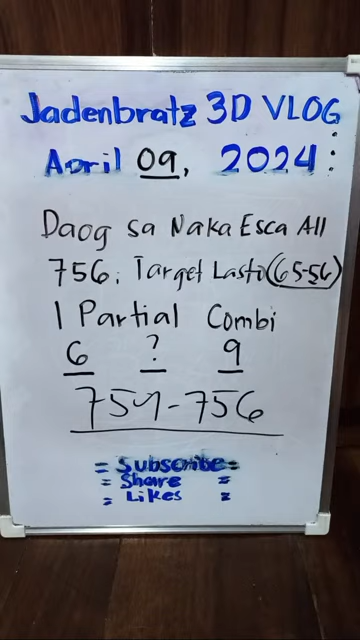 Jadenbratz 3D VLOG
April 09, 2024:
Daog sa Naka Esca All
756; Target Lasto (65-56)
1 Partial Combi
6 ? 9
754-756
= Subscribe =
= Share =
= Likes =